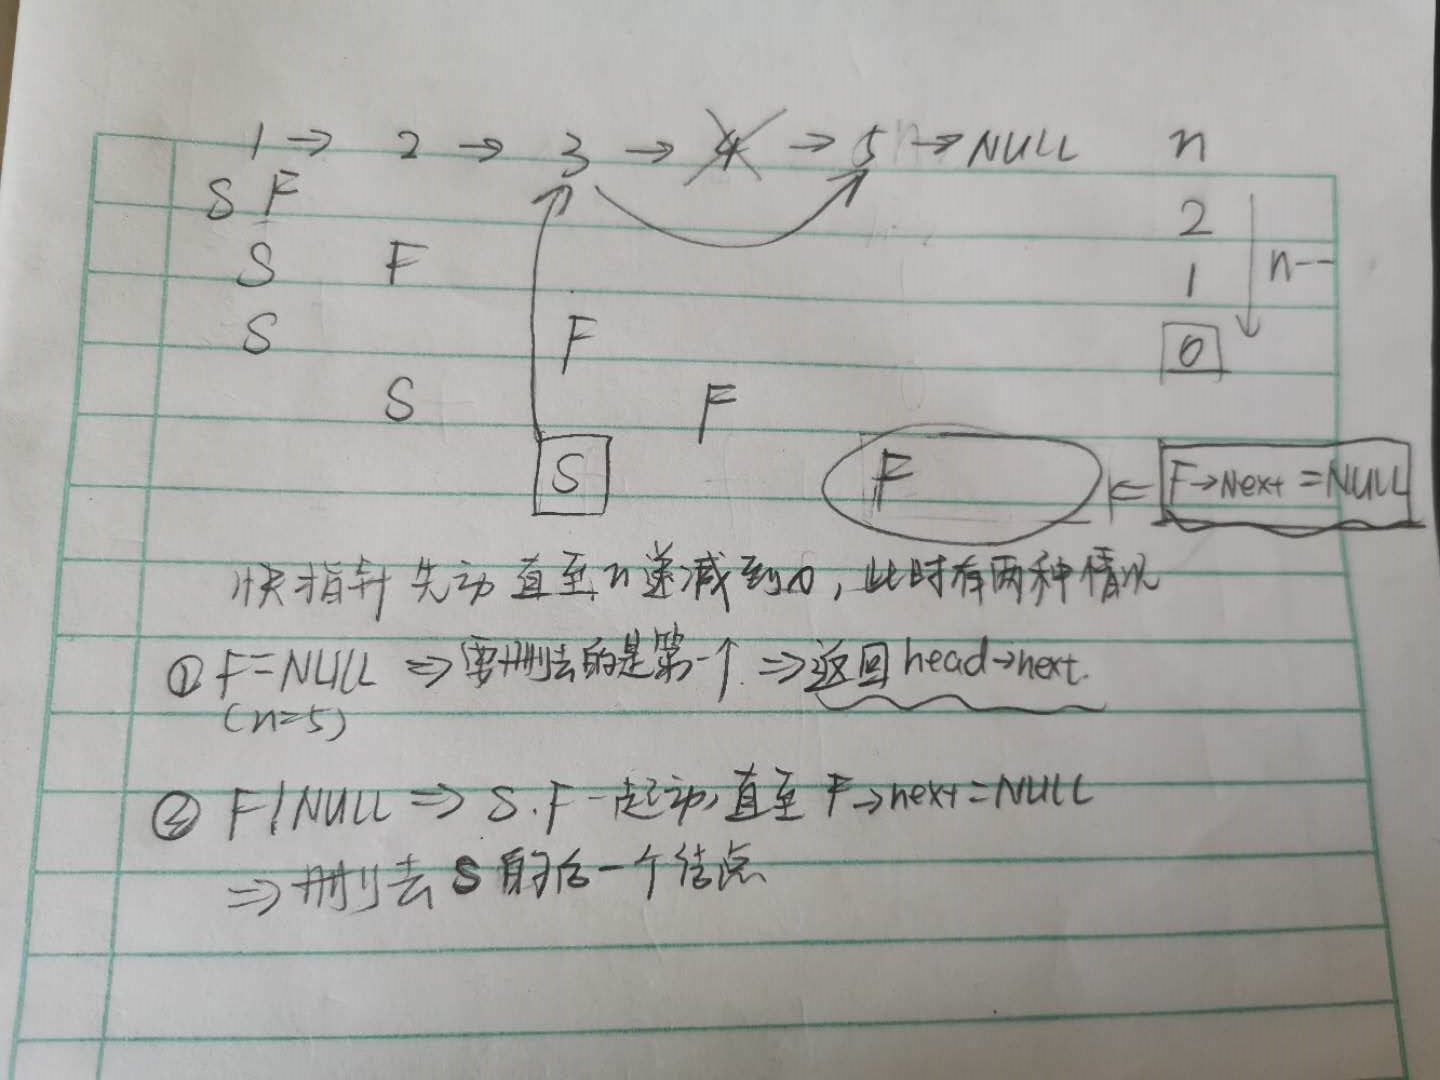 1 → 2 → 3 → 4 → 5 → NULL n
S F 2
S F 1 n--
S F 0
S F
S F ← F→Next = NULL
快指针先动直至n递减到0，此时有两种情况
① F=NULL ⇒ 要删去的是第一个 ⇒ 返回 head→next.
(n=5)
② F!NULL ⇒ S.F一起动，直至 F→next=NULL
⇒ 删去S的后一个结点